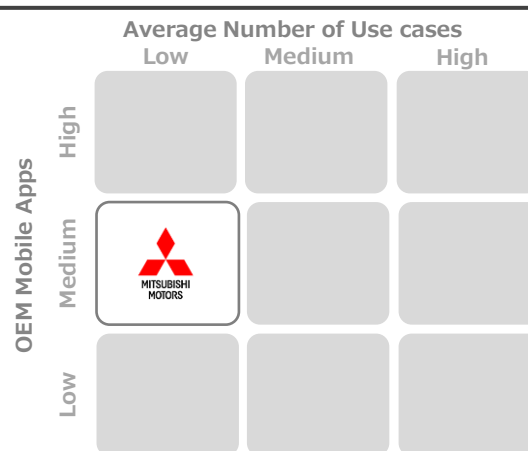 Average Number of Use cases
Low Medium High
OEM Mobile Apps
High
Medium
Low
MITSUBISHI
MOTORS